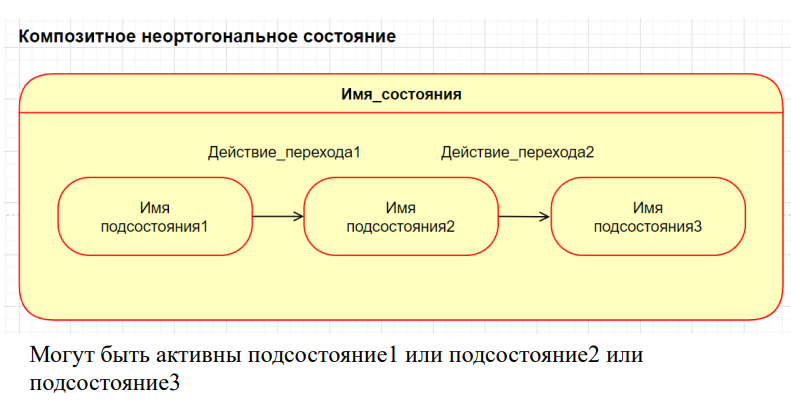 Композитное неортогональное состояние
Имя_состояния
Действие_перехода1
Действие_перехода2
Имя
подсостояния1
Имя
подсостояния2
Имя
подсостояния3
Могут быть активны подсостояние1 или подсостояние2 или
подсостояние3